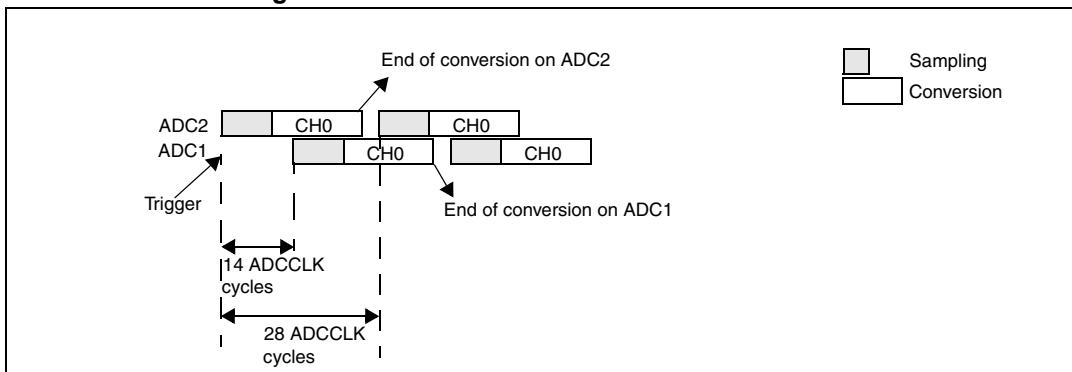 End of conversion on ADC2
Sampling
Conversion
ADC2
CH0
CH0
ADC1
CH0
CH0
Trigger
End of conversion on ADC1
14 ADCCLK
cycles
28 ADCCLK
cycles